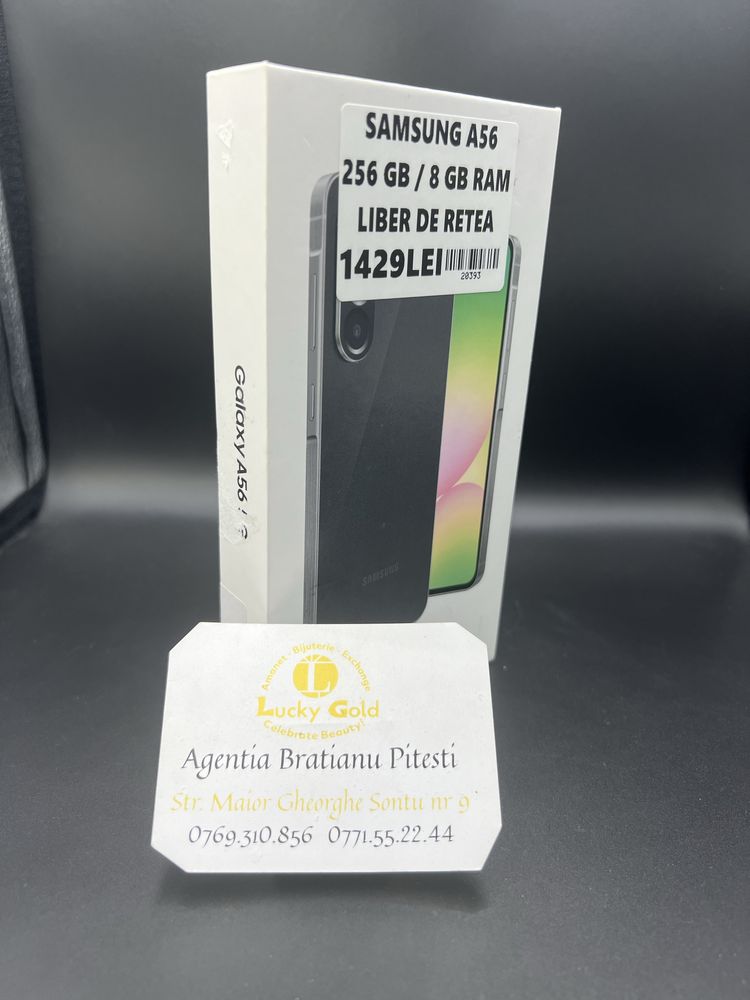 SAMSUNG A56
256 GB / 8 GB RAM
LIBER DE RETEA
1429LEI
20393
Galaxy A56
SAMSUNG
Amanet - Bijuterie - Exchange
L
Lucky Gold
Celebrate Beauty!
Agentia Bratianu Pitesti
Str. Maior Gheorghe Sontu nr 9
0769.310.856 0771.55.22.44